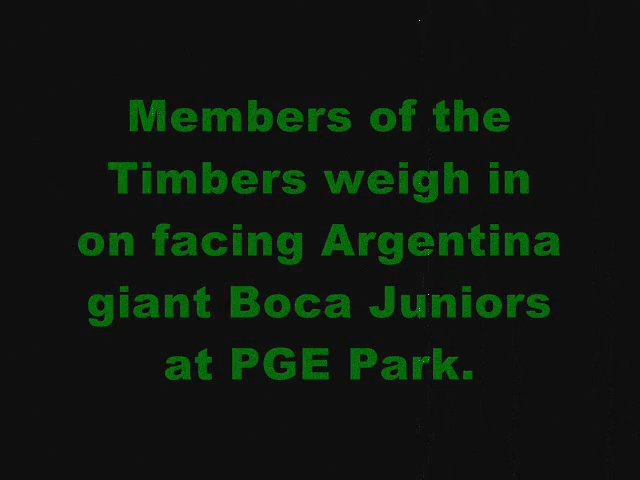 Members of the
Timbers weigh in
on facing Argentina
giant Boca Juniors
at PGE Park.